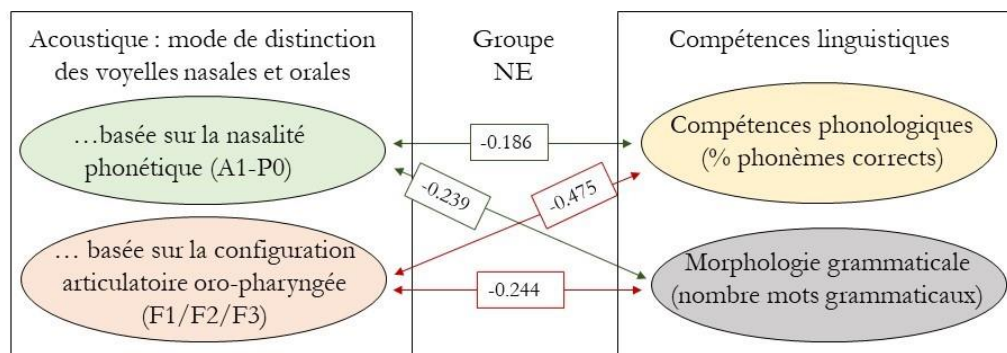 Acoustique : mode de distinction
des voyelles nasales et orales
…basée sur la nasalité
phonétique (A1-P0)
… basée sur la configuration
articulatoire oro-pharyngée
(F1/F2/F3)
Groupe
NE
-0.186
-0.239
-0.475
-0.244
Compétences linguistiques
Compétences phonologiques
(% phonèmes corrects)
Morphologie grammaticale
(nombre mots grammaticaux)